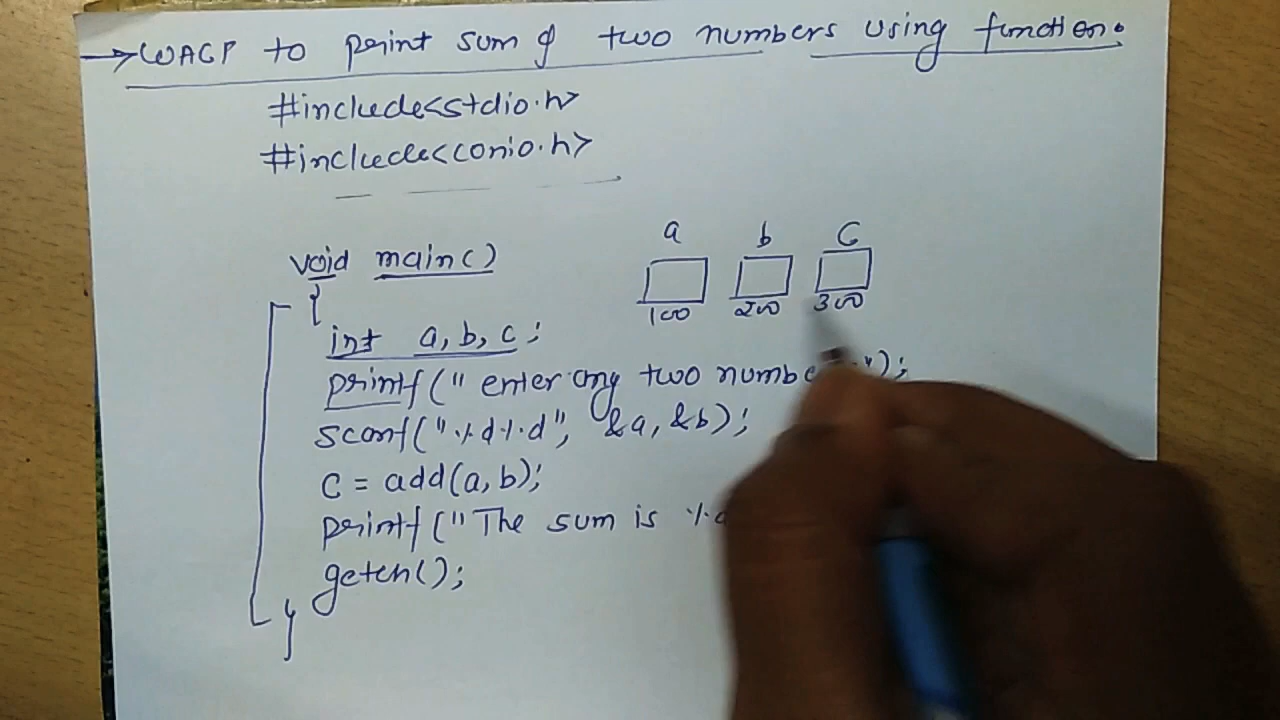 → WACP to print sum of two numbers using function.
#include<stdio.h>
#include<conio.h>
void main()
{
a b c
100 200 300
int a, b, c;
printf("enter any two number
");
scanf("%d%d", &a, &b);
c = add(a, b);
printf("The sum is %d
getch();
}